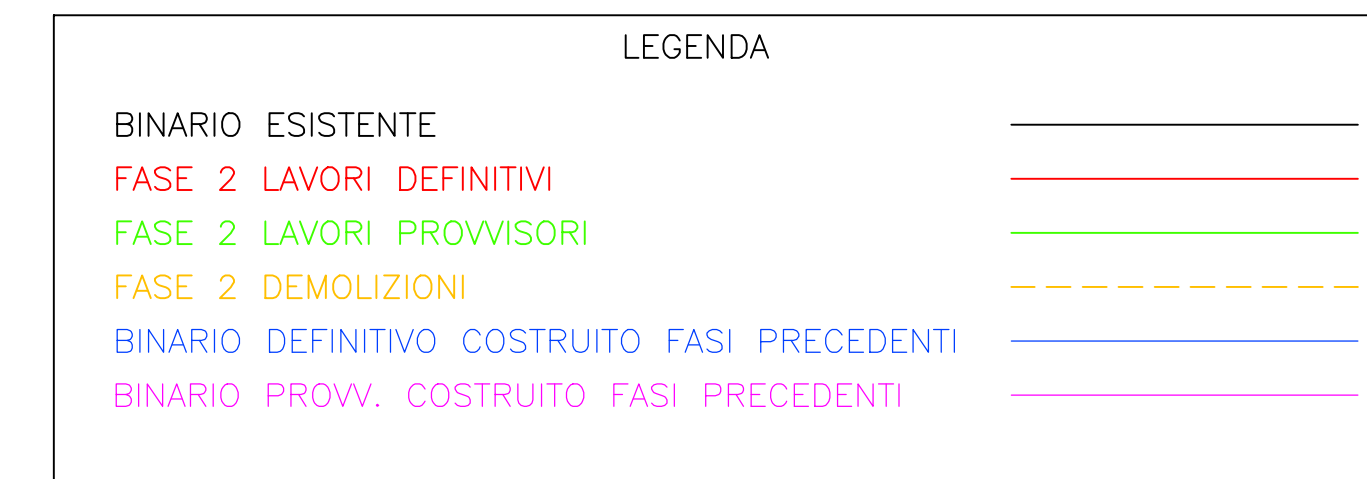 LEGENDA
BINARIO ESISTENTE
FASE 2 LAVORI DEFINITIVI
FASE 2 LAVORI PROVVISORI
FASE 2 DEMOLIZIONI
BINARIO DEFINITIVO COSTRUITO FASI PRECEDENTI
BINARIO PROVV. COSTRUITO FASI PRECEDENTI